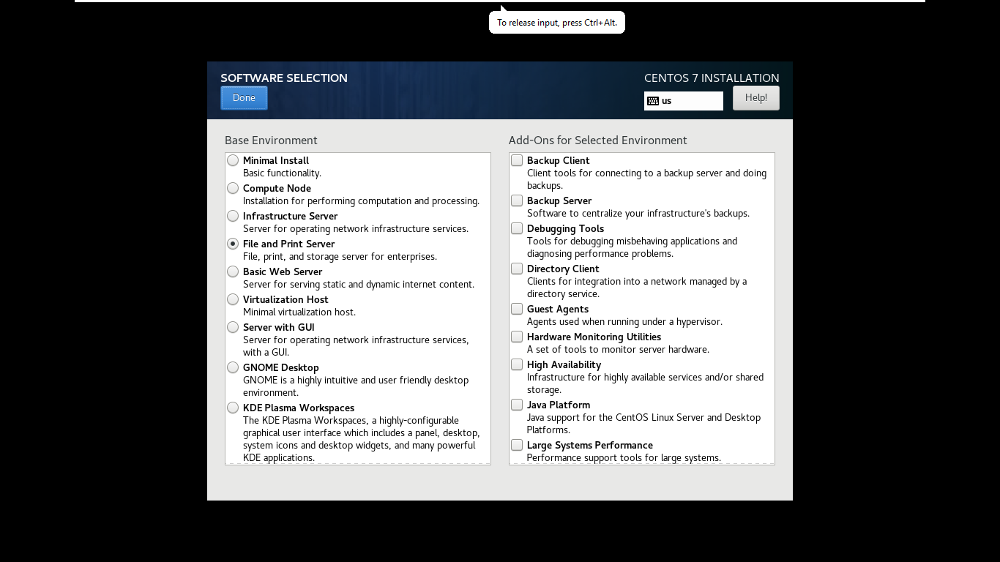 To release input, press Ctrl+Alt.
SOFTWARE SELECTION
Done
CENTOS 7 INSTALLATION
us
Help!
Base Environment
Minimal Install
Basic functionality.
Compute Node
Installation for performing computation and processing.
Infrastructure Server
Server for operating network infrastructure services.
File and Print Server
File, print, and storage server for enterprises.
Basic Web Server
Server for serving static and dynamic internet content.
Virtualization Host
Minimal virtualization host.
Server with GUI
Server for operating network infrastructure services,
with a GUI.
GNOME Desktop
GNOME is a highly intuitive and user friendly desktop
environment.
KDE Plasma Workspaces
The KDE Plasma Workspaces, a highly-configurable
graphical user interface which includes a panel, desktop,
system icons and desktop widgets, and many powerful
KDE applications.
Add-Ons for Selected Environment
Backup Client
Client tools for connecting to a backup server and doing
backups.
Backup Server
Software to centralize your infrastructure's backups.
Debugging Tools
Tools for debugging misbehaving applications and
diagnosing performance problems.
Directory Client
Clients for integration into a network managed by a
directory service.
Guest Agents
Agents used when running under a hypervisor.
Hardware Monitoring Utilities
A set of tools to monitor server hardware.
High Availability
Infrastructure for highly available services and/or shared
storage.
Java Platform
Java support for the CentOS Linux Server and Desktop
Platforms.
Large Systems Performance
Performance support tools for large systems.